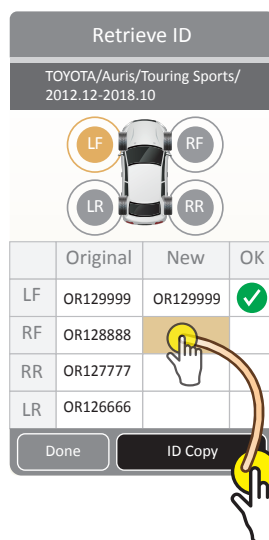 Retrieve ID
TOYOTA/Auris/Touring Sports/
2012.12-2018.10
LF RF
LR RR
Original New OK
LF OR129999 OR129999
RF OR128888
RR OR127777
LR OR126666
Done ID Copy